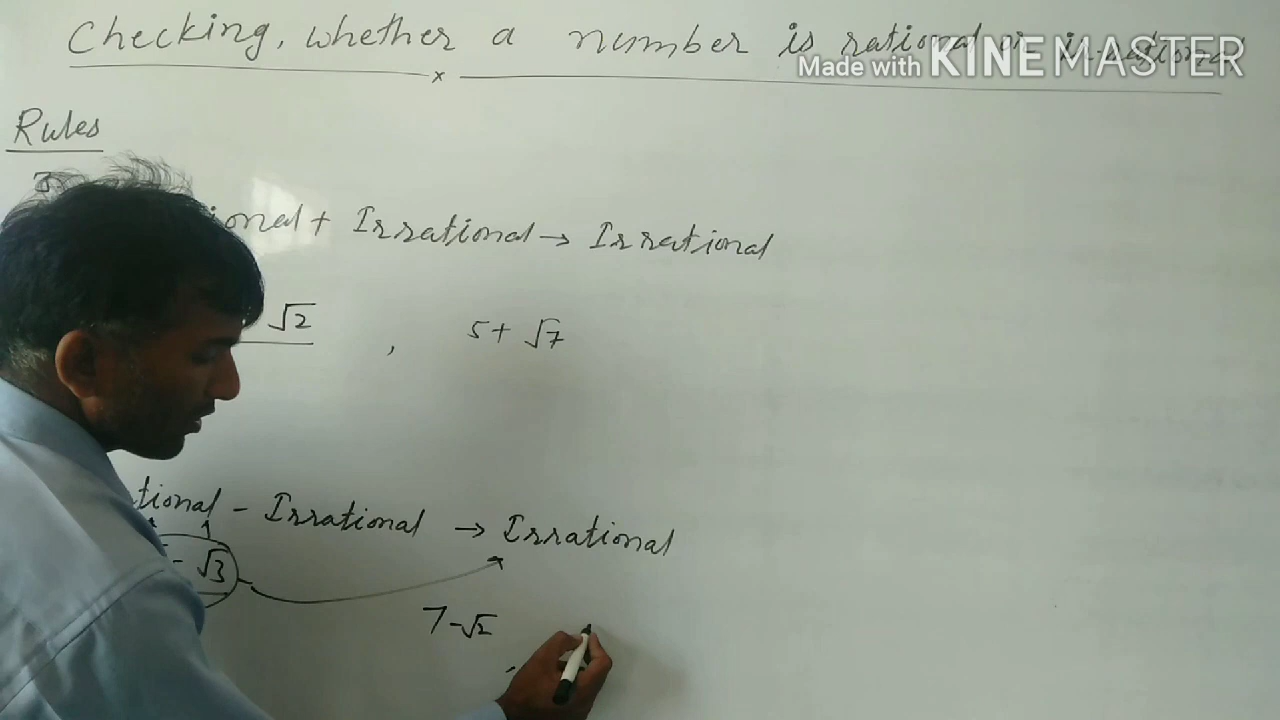 Checking, whether a number is rational or irrational
Made with KINEMASTER
Rules
ional + Irrational → Irrational
√2 , 5+ √7
tional - Irrational → Irrational
- √3
7-√2 ,